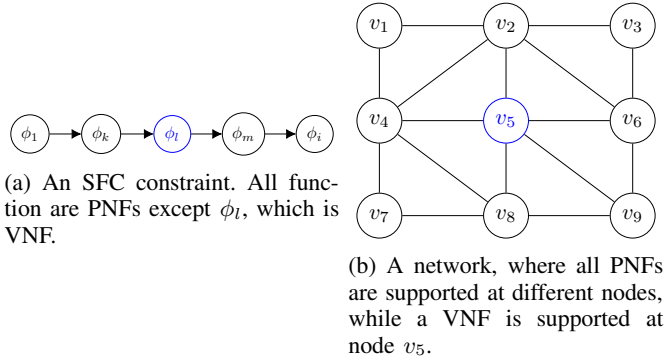 v1 v2 v3
ϕ1 ϕk ϕl ϕm ϕi
v4 v5 v6
v7 v8 v9
(a) An SFC constraint. All func-
tion are PNFs except ϕl, which is
VNF.
(b) A network, where all PNFs
are supported at different nodes,
while a VNF is supported at
node v5.